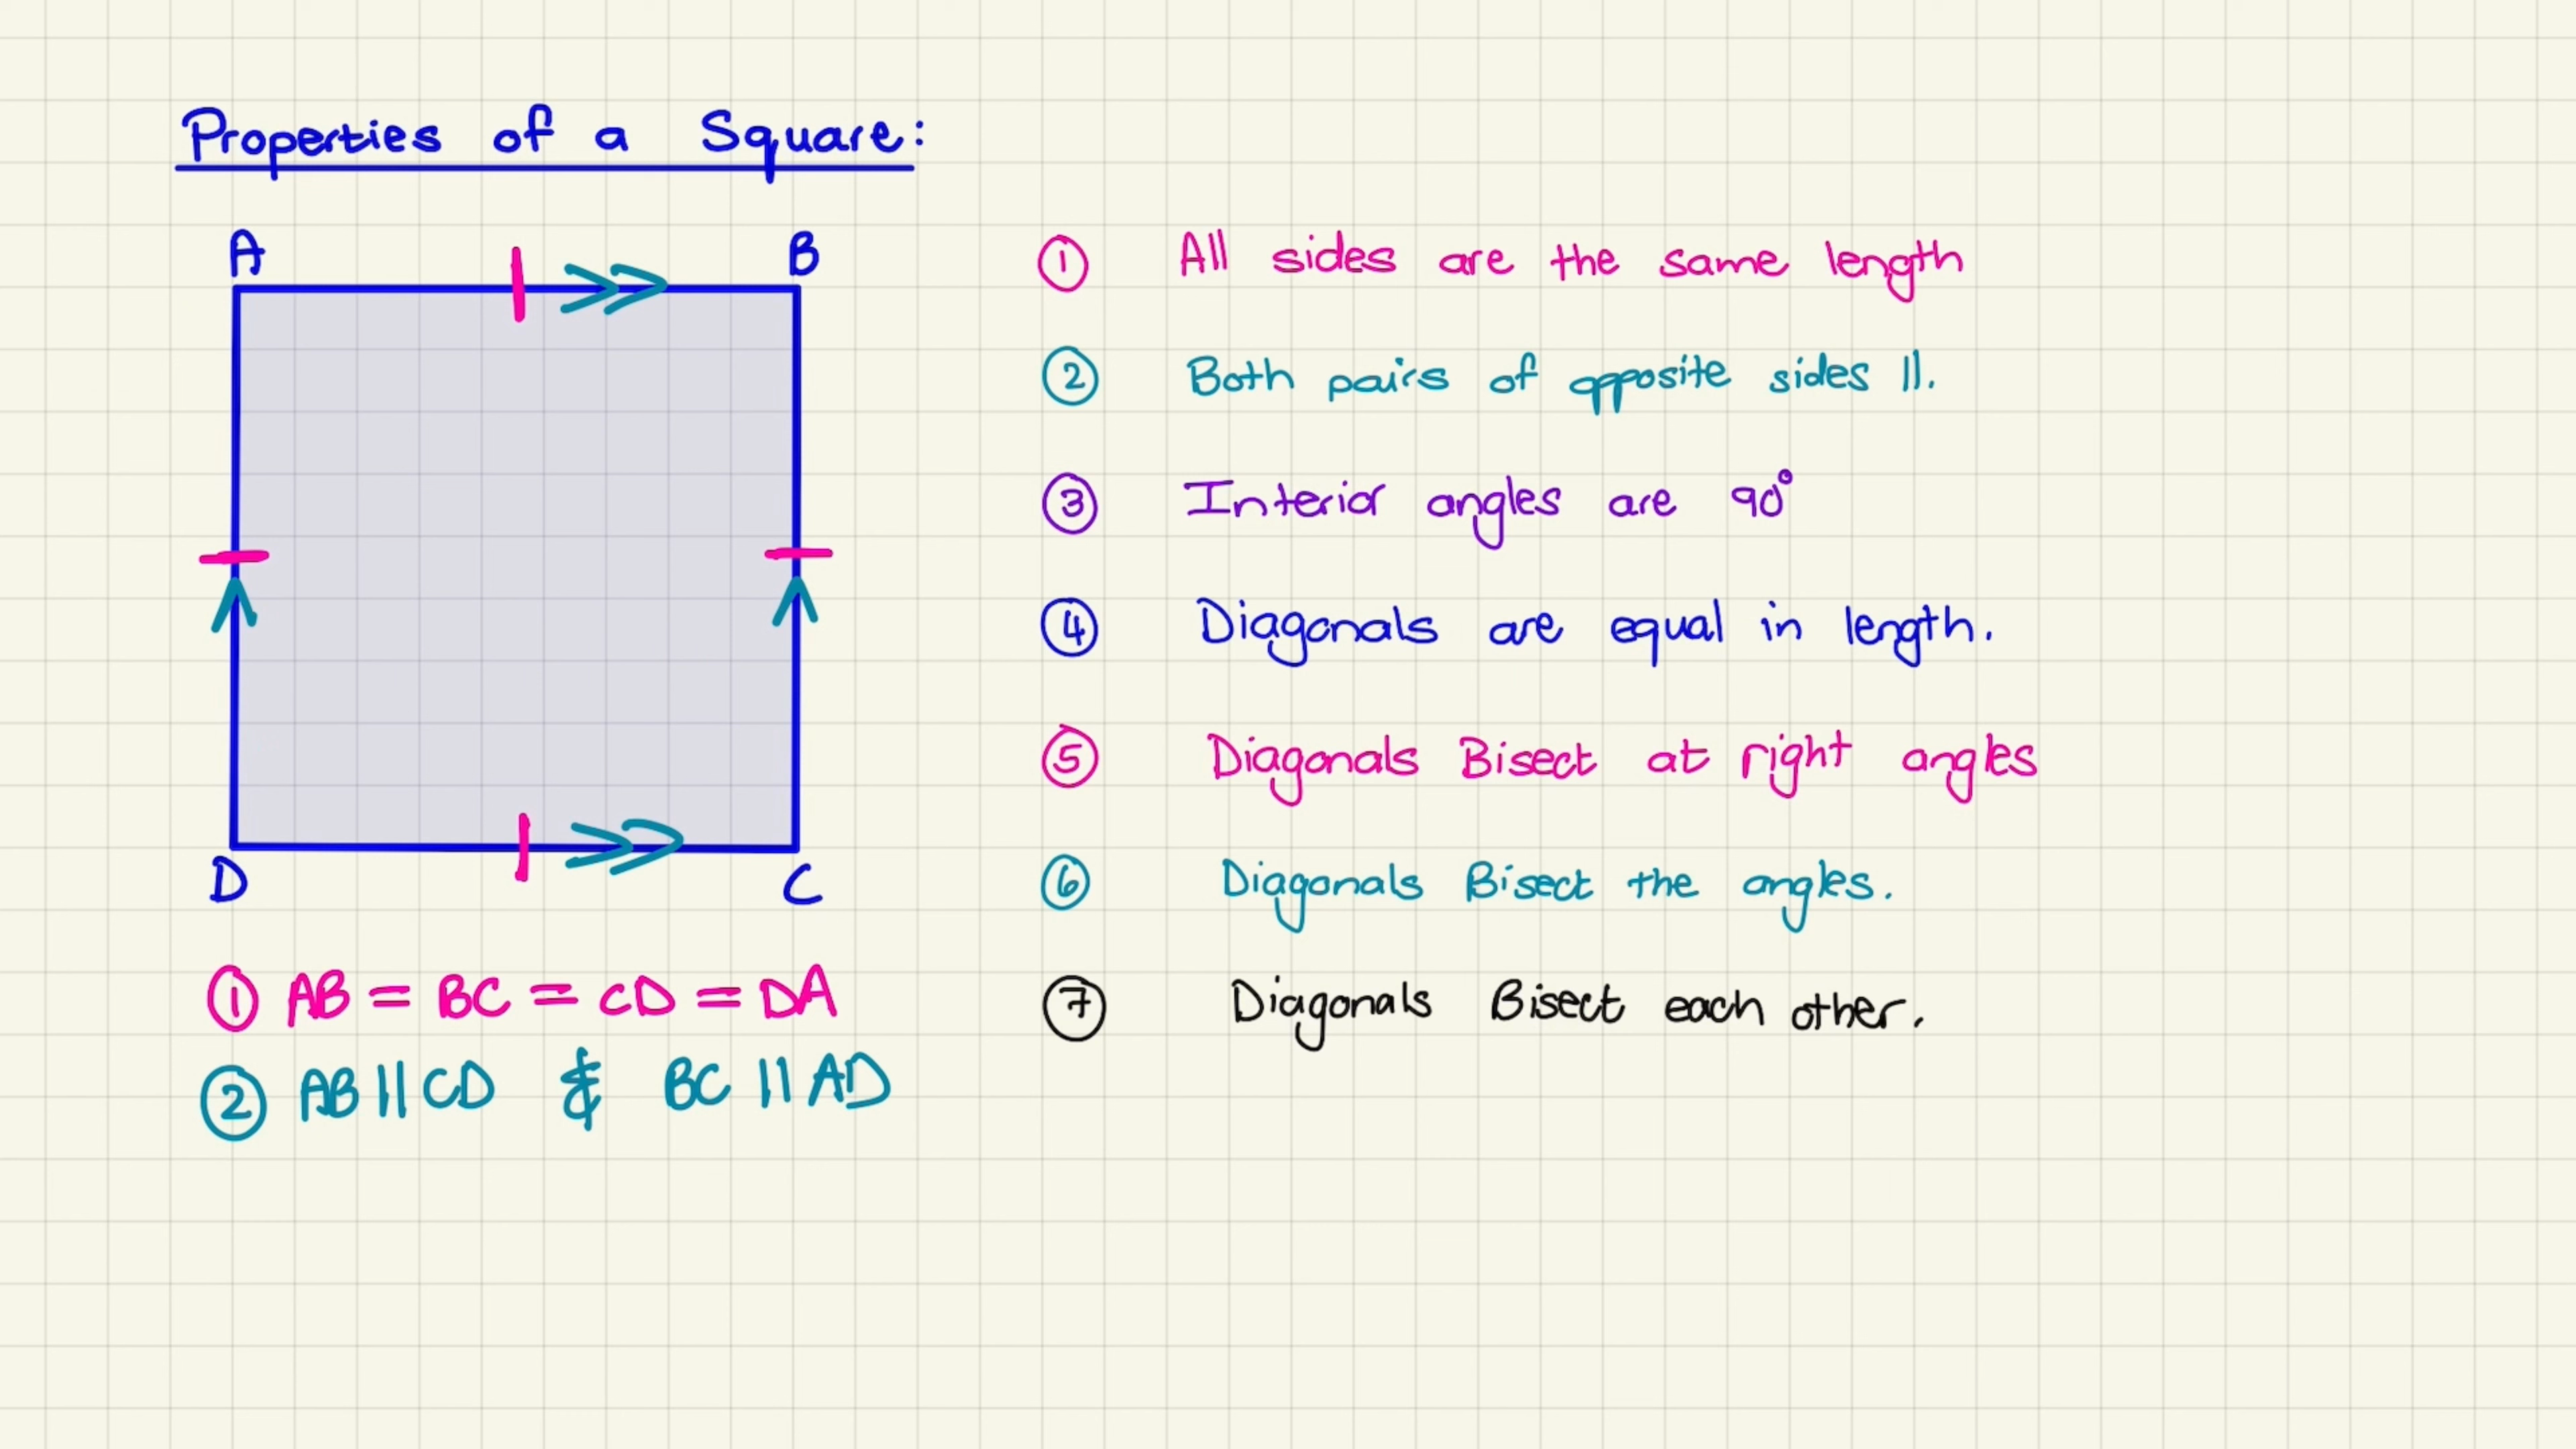 Properties of a Square:
A
B
D
C
① AB = BC = CD = DA
② AB || CD & BC || AD
① All sides are the same length
② Both pairs of opposite sides ||.
③ Interior angles are 90°
④ Diagonals are equal in length.
⑤ Diagonals Bisect at right angles
⑥ Diagonals Bisect the angles.
⑦ Diagonals Bisect each other.